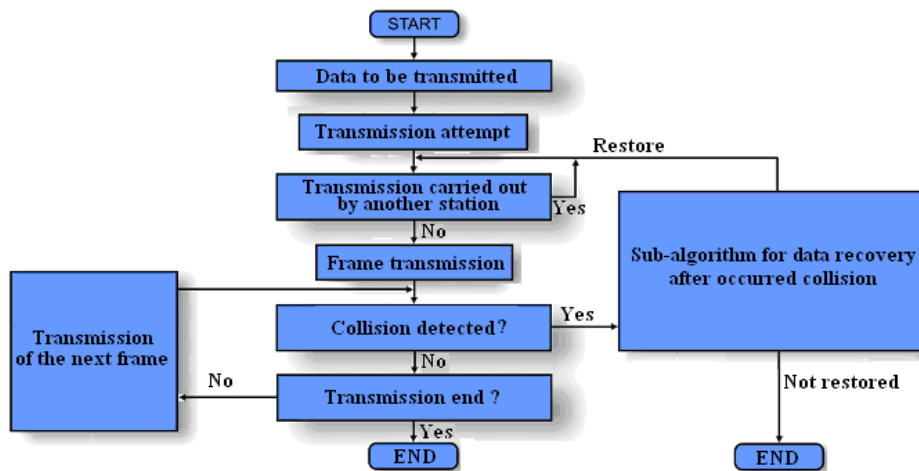 START
Data to be transmitted
Transmission attempt
Restore
Transmission carried out
by another station
Yes
No
Frame transmission
Sub-algorithm for data recovery
after occurred collision
Collision detected?
Yes
Transmission
of the next frame
No
No
Transmission end ?
Not restored
Yes
END
END